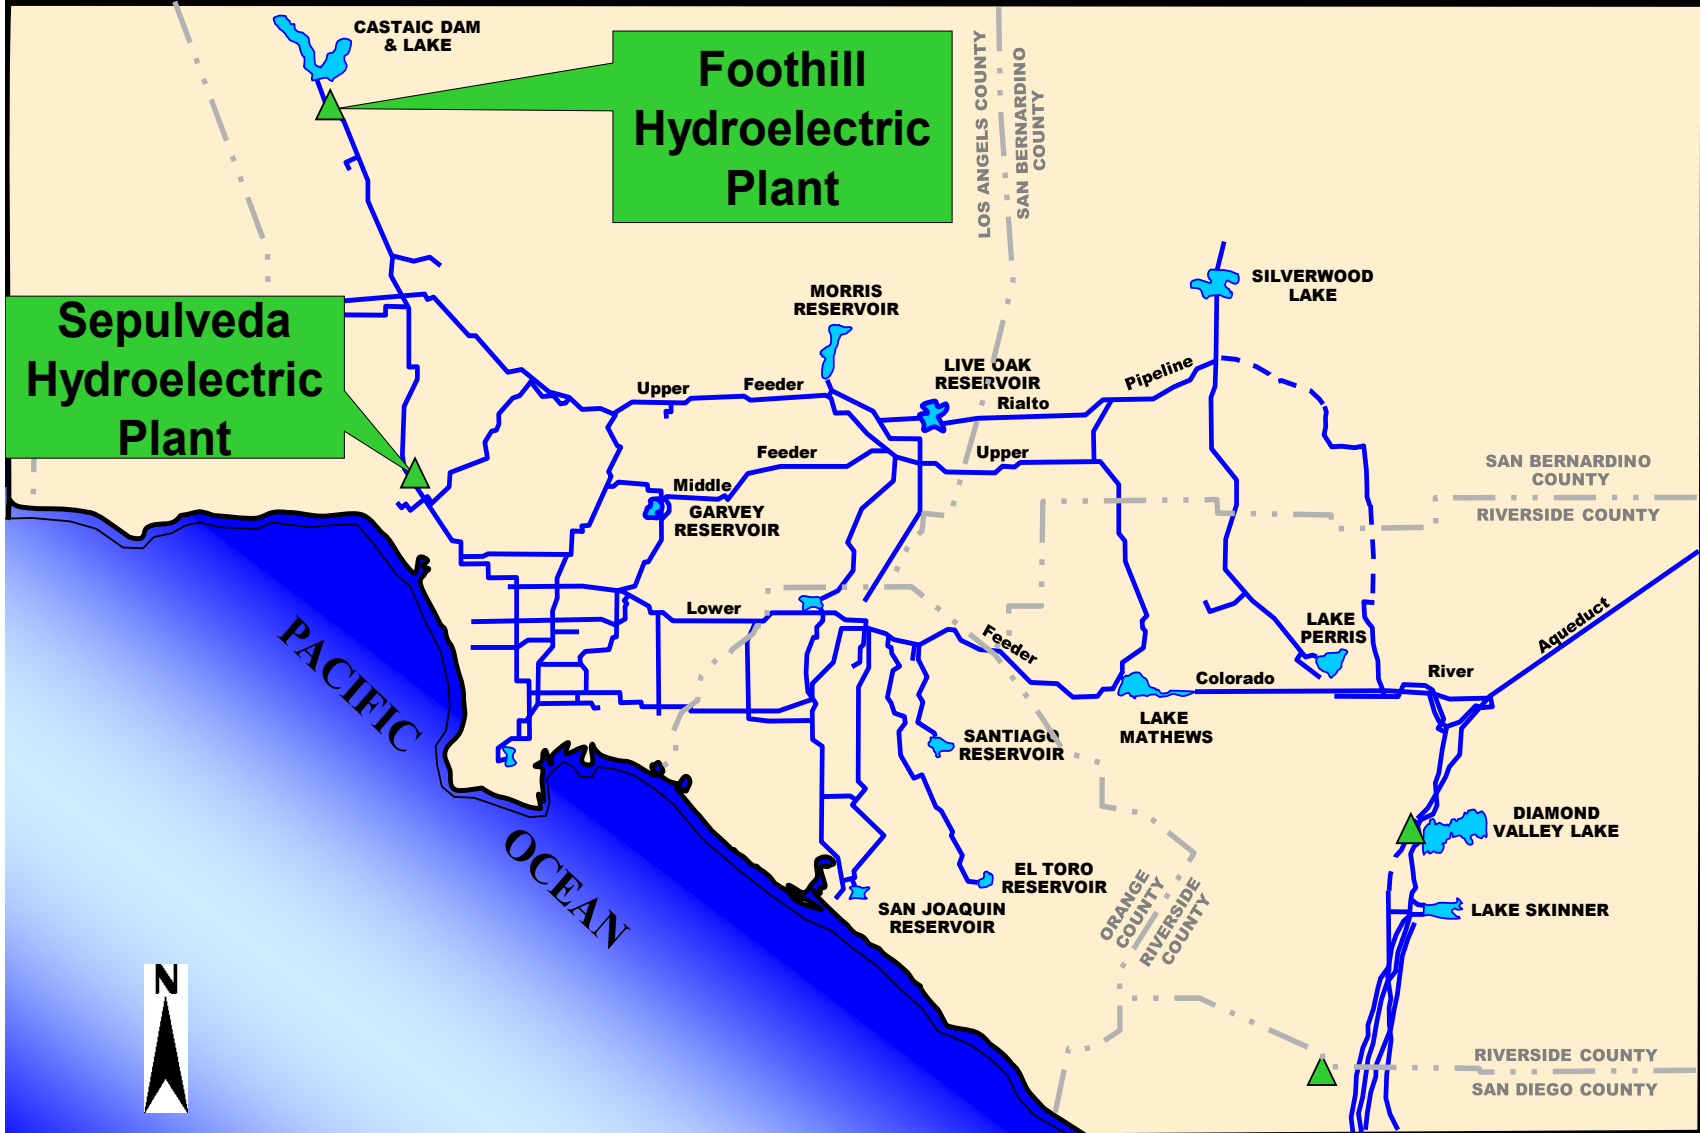 CASTAIC DAM
& LAKE
Foothill
Hydroelectric
Plant
LOS ANGELS COUNTY
SAN BERNARDINO
COUNTY
Sepulveda
Hydroelectric
Plant
MORRIS
RESERVOIR
SILVERWOOD
LAKE
LIVE OAK
RESERVOIR
Rialto
Pipeline
Upper
Feeder
Feeder
Upper
Middle
GARVEY
RESERVOIR
SAN BERNARDINO
COUNTY
RIVERSIDE COUNTY
Lower
Feeder
LAKE
PERRIS
Aqueduct
River
Colorado
LAKE
MATHEWS
PACIFIC
OCEAN
SANTIAGO
RESERVOIR
DIAMOND
VALLEY LAKE
EL TORO
RESERVOIR
SAN JOAQUIN
RESERVOIR
ORANGE
COUNTY
RIVERSIDE
COUNTY
LAKE SKINNER
N
RIVERSIDE COUNTY
SAN DIEGO COUNTY